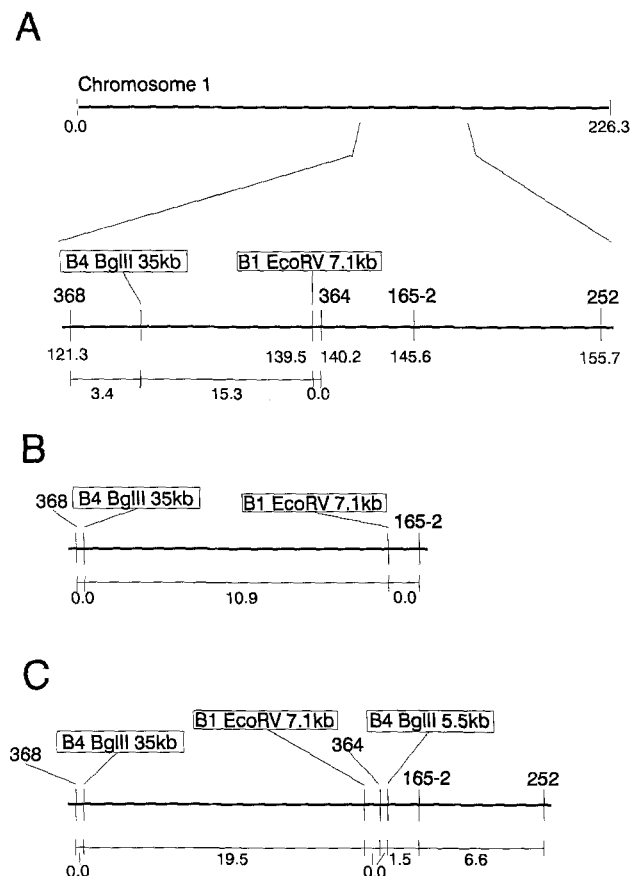 A
Chromosome 1
0.0 226.3
B4 BglII 35kb B1 EcoRV 7.1kb
368 364 165-2 252
121.3 139.5 140.2 145.6 155.7
3.4 15.3 0.0
B
368 B4 BglII 35kb B1 EcoRV 7.1kb 165-2
0.0 10.9 0.0
C
B1 EcoRV 7.1kb B4 BglII 5.5kb
368 B4 BglII 35kb 364 165-2 252
19.5 1.5 6.6
0.0 0.0